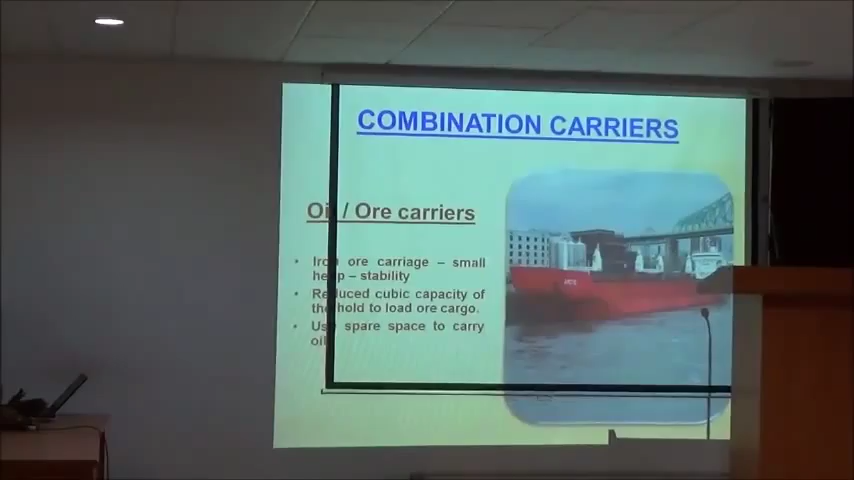 COMBINATION CARRIERS
Oil / Ore carriers
• Iron ore carriage – small
heap – stability
• Reduced cubic capacity of
the hold to load ore cargo.
• Use spare space to carry
oil